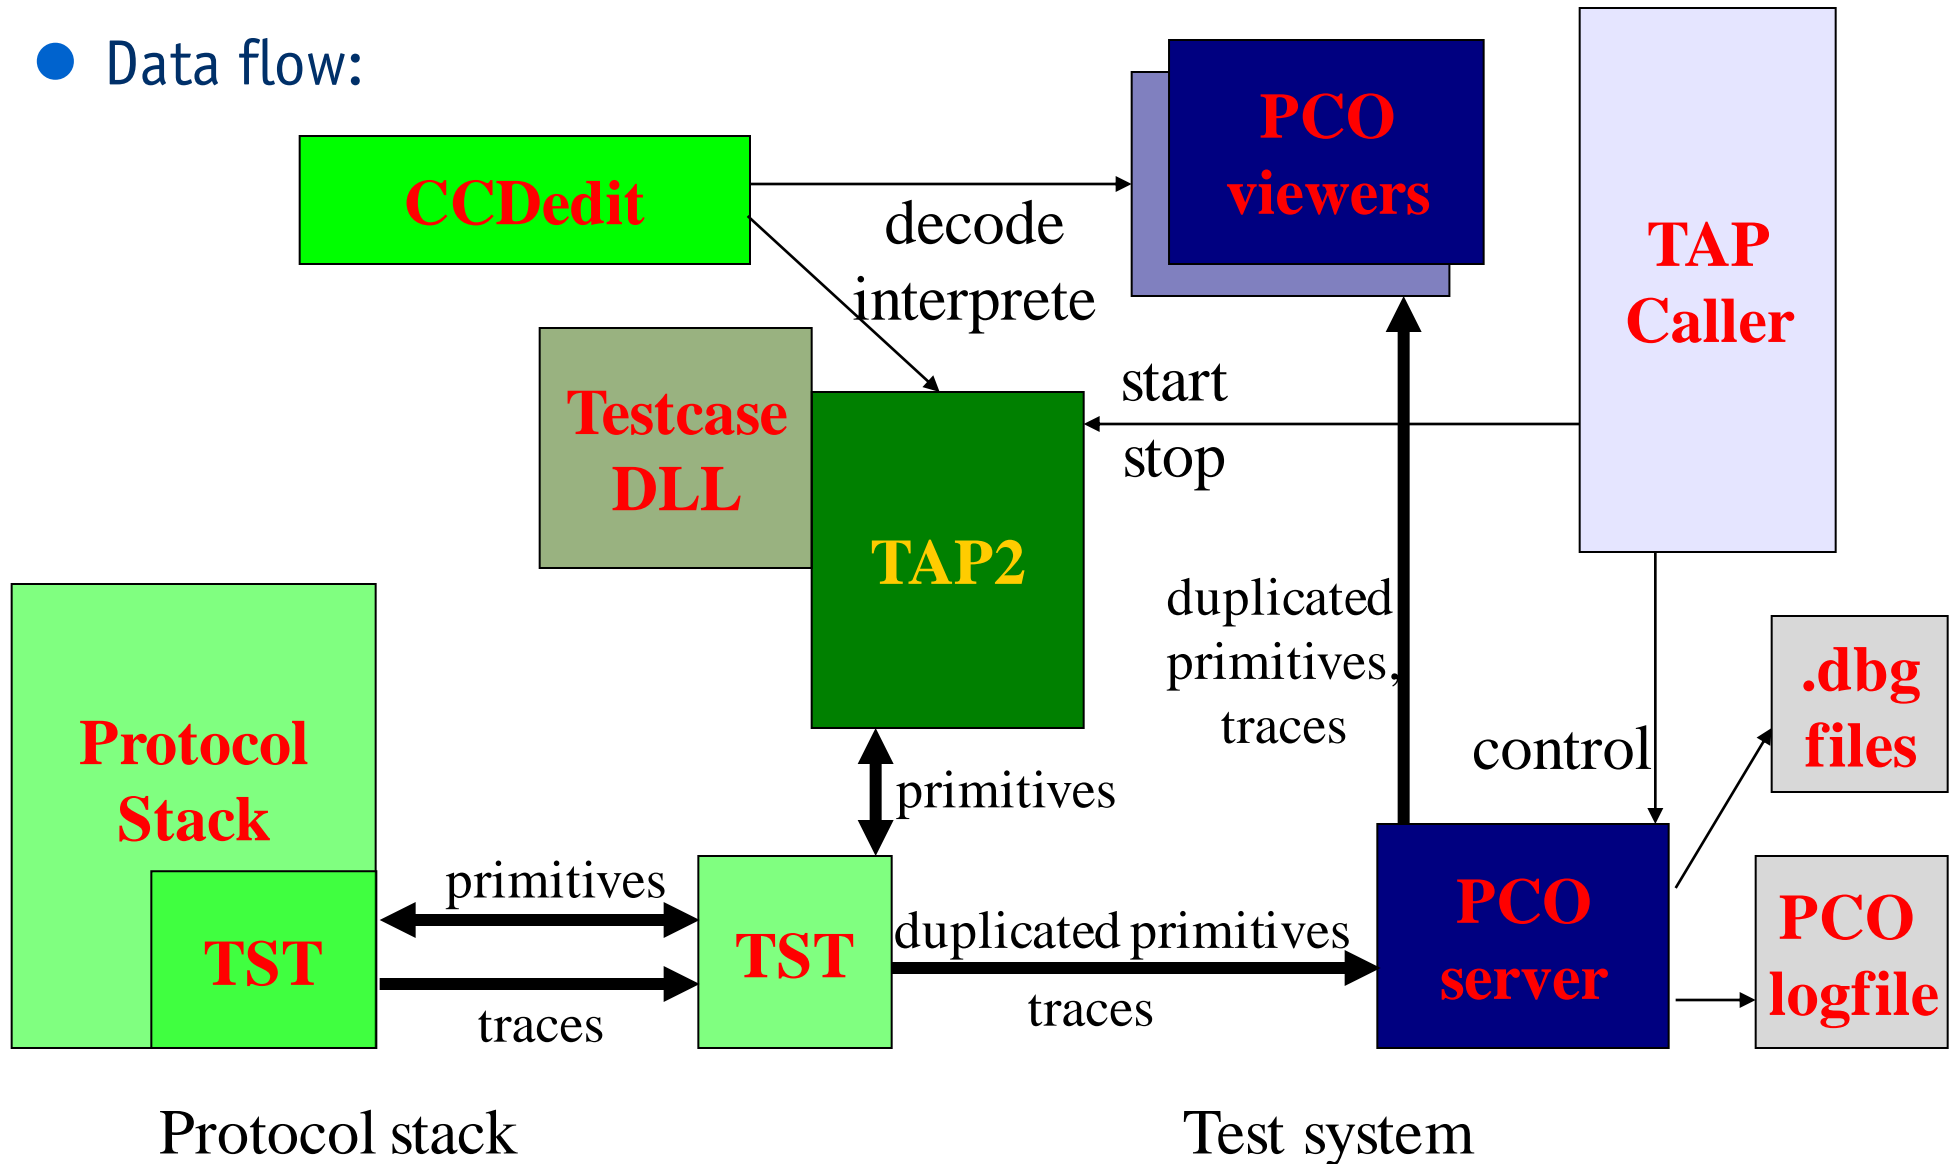 Data flow:
PCO
viewers
CCDedit
decode
interprete
TAP
Caller
Testcase
DLL
start
stop
TAP2
duplicated
primitives,
traces
.dbg
files
Protocol
Stack
control
primitives
primitives
TST
TST
duplicated primitives
traces
traces
PCO
server
PCO
logfile
Protocol stack
Test system